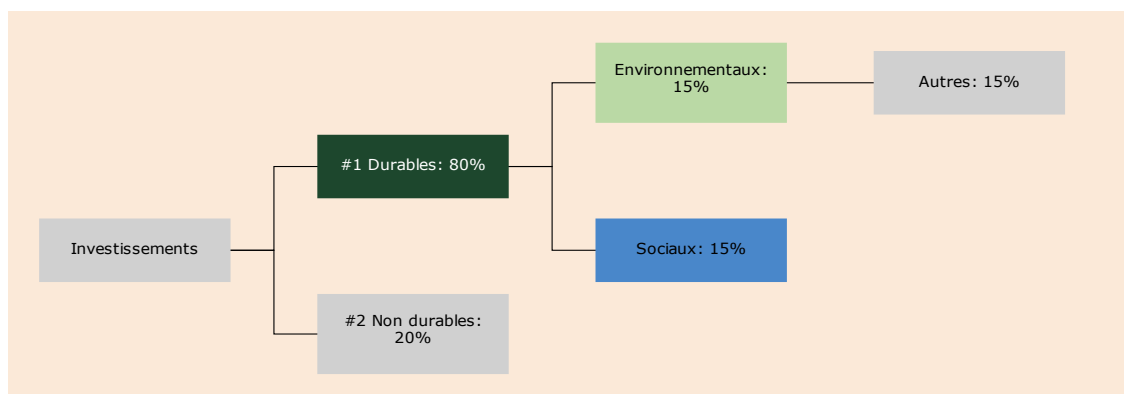 Environnementaux:
15%
Autres: 15%
#1 Durables: 80%
Investissements
Sociaux: 15%
#2 Non durables:
20%